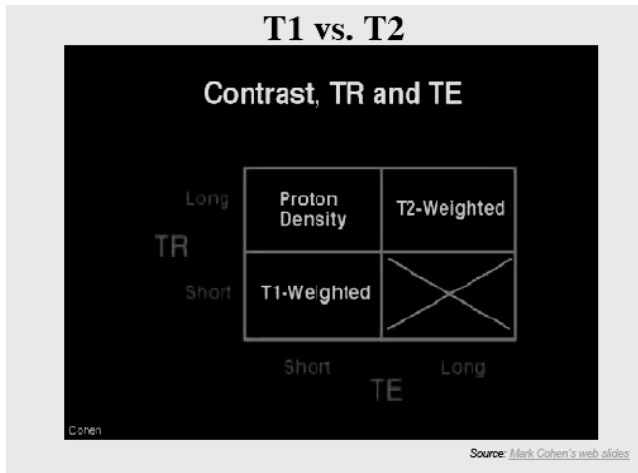 T1 vs. T2
Contrast, TR and TE
Long
Proton
Density
T2-Weighted
TR
Short
T1-Weighted
Short
Long
TE
Cohen
Source: Mark Cohen's web slides